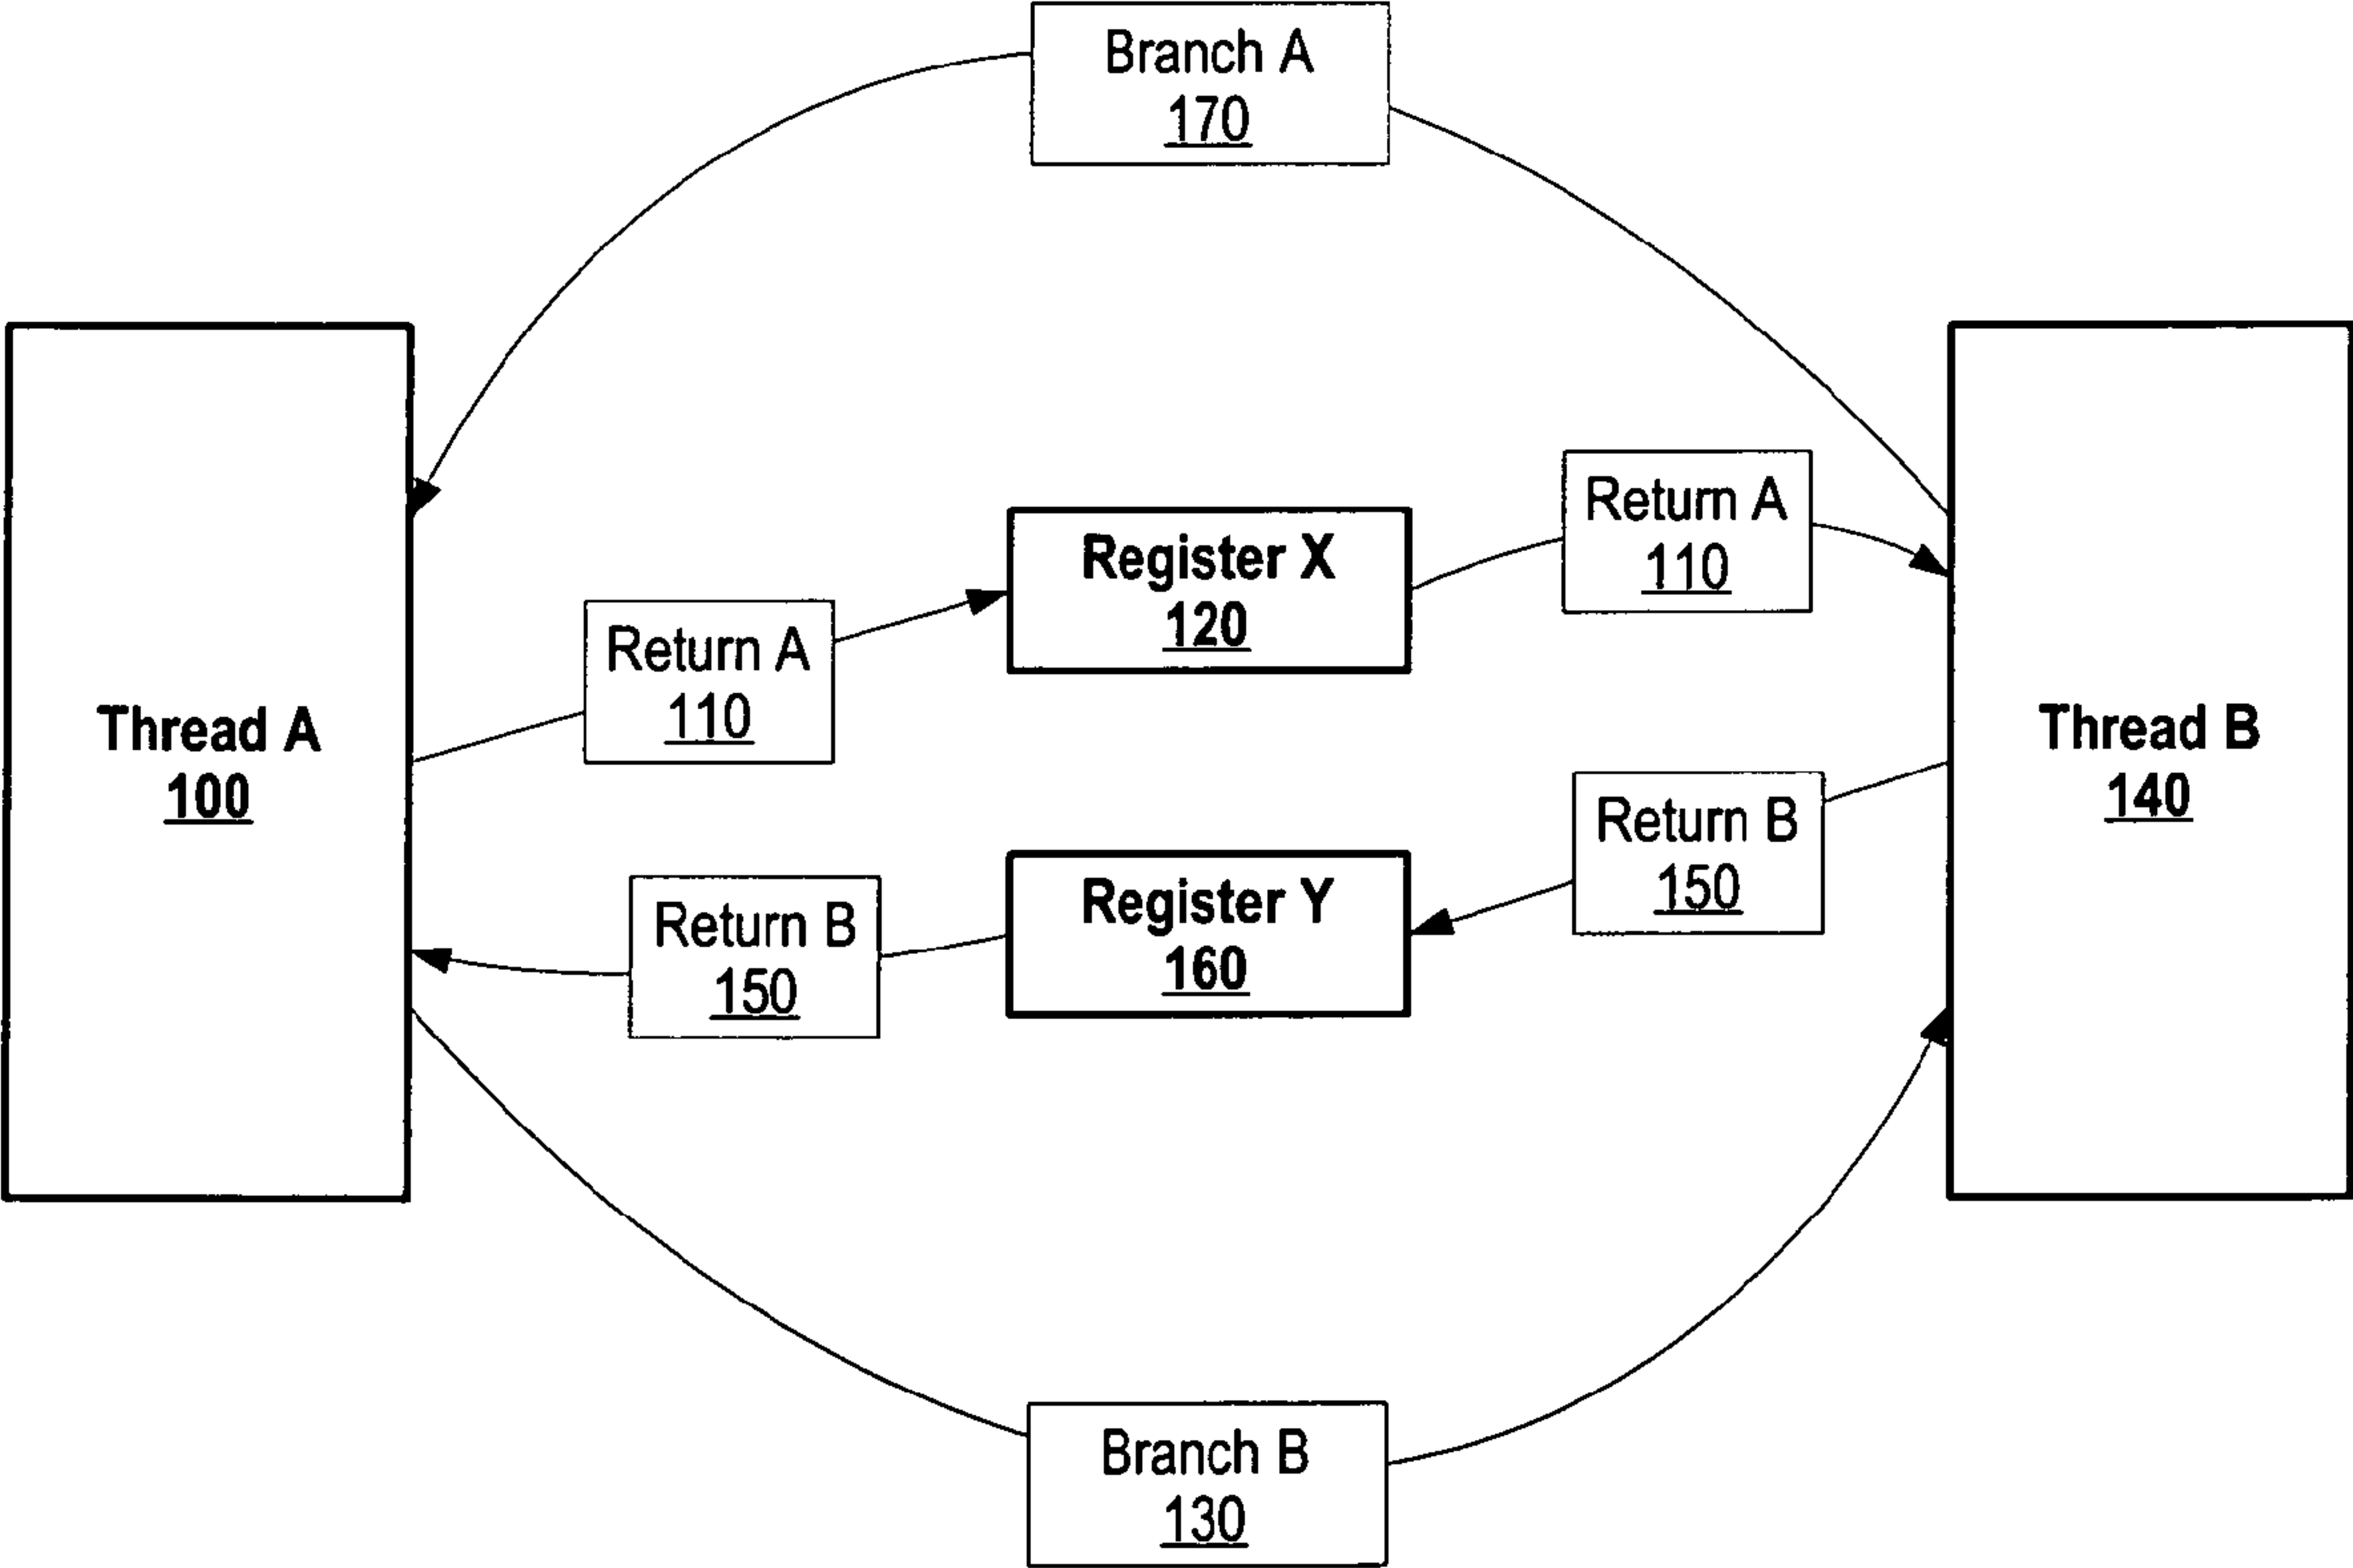 Branch A
170
Return A
110
Register X
120
Return A
110
Thread A
100
Thread B
140
Return B
150
Register Y
160
Return B
150
Branch B
130